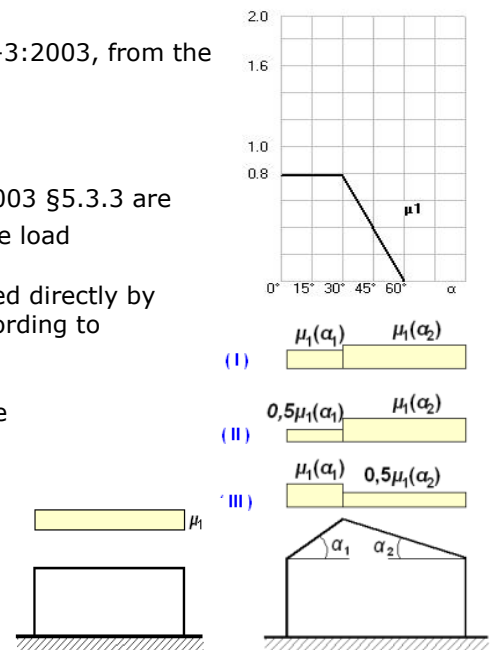 -3:2003, from the
003 §5.3.3 are
e load
ed directly by
ording to
e
2.0
1.6
1.0
0.8
μ1
0° 15° 30° 45° 60° α
μ₁(α₁) μ₁(α₂)
( I )
0,5μ₁(α₁) μ₁(α₂)
( II )
μ₁(α₁) 0,5μ₁(α₂)
( III )
μ₁
α₁ α₂